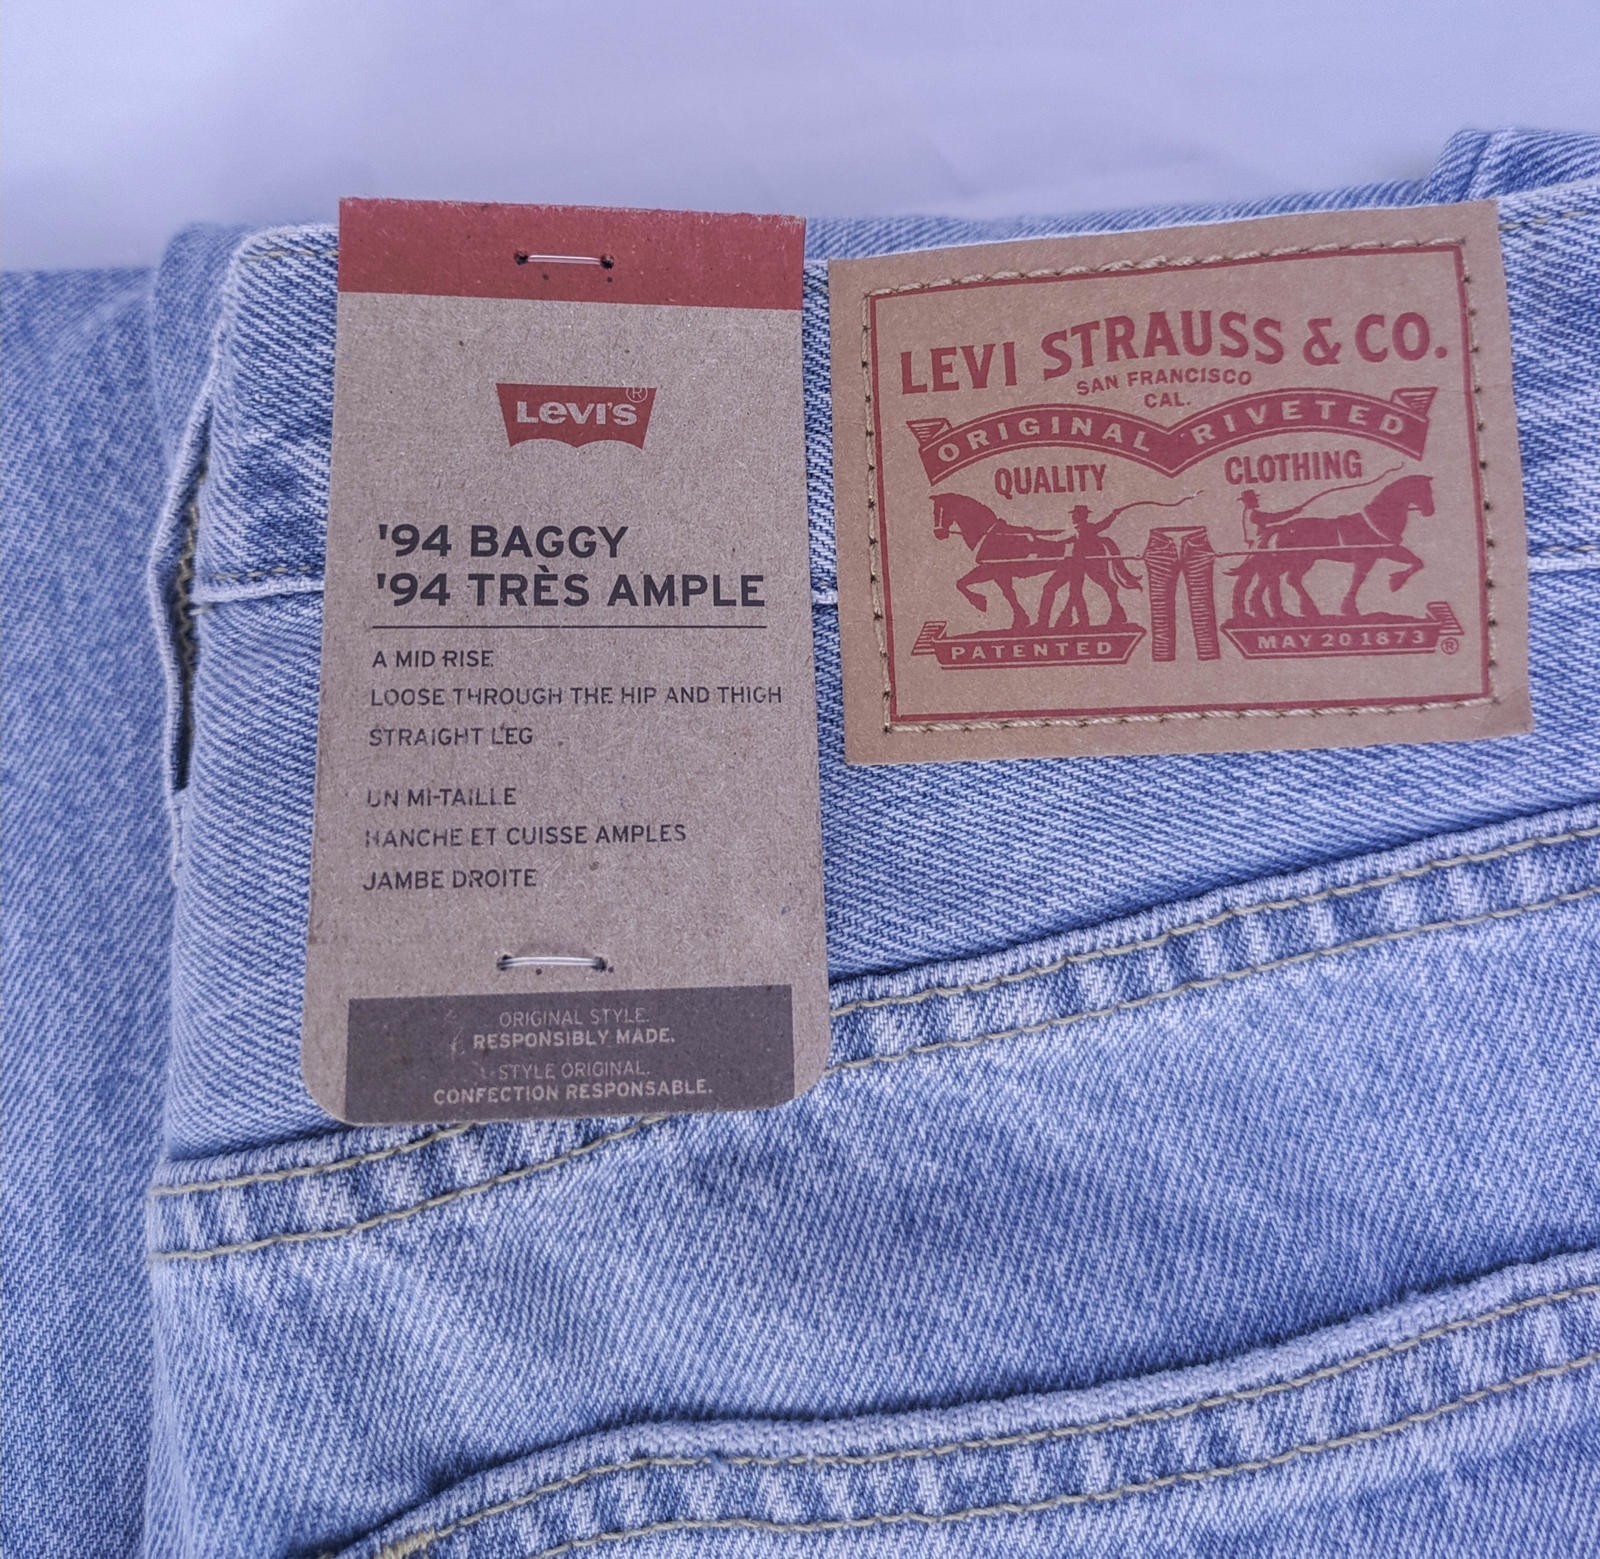 LEVI'S®
'94 BAGGY
'94 TRÈS AMPLE
A MID RISE
LOOSE THROUGH THE HIP AND THIGH
STRAIGHT LEG
UN MI-TAILLE
HANCHE ET CUISSE AMPLES
JAMBE DROITE
ORIGINAL STYLE.
RESPONSIBLY MADE.
STYLE ORIGINAL.
CONFECTION RESPONSABLE.
LEVI STRAUSS & CO.
SAN FRANCISCO
CAL.
ORIGINAL RIVETED
QUALITY CLOTHING
PATENTED MAY 20 1873 ®